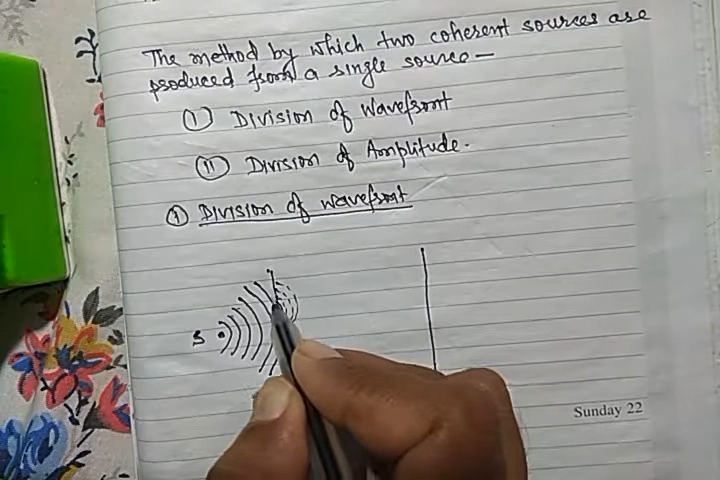 The method by which two coherent sources are
produced from a single source—
(I) Division of Wavefront
(II) Division of Amplitude.
(I) Division of wavefront
S
Sunday 22